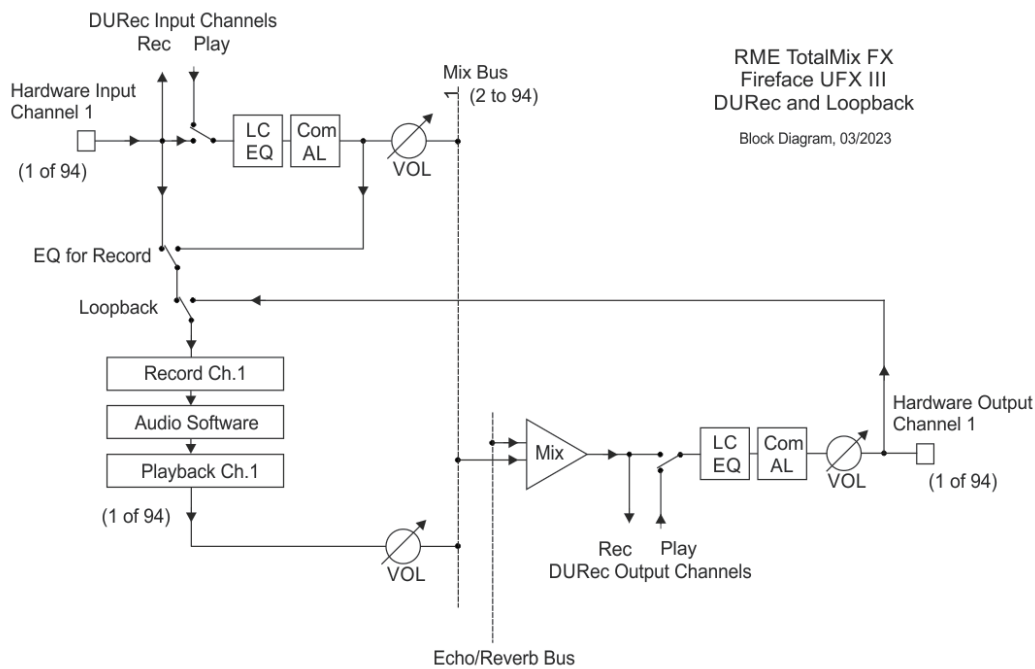 DURec Input Channels
Rec Play
Hardware Input
Channel 1
(1 of 94)
LC
EQ
Com
AL
VOL
Mix Bus
1 (2 to 94)
RME TotalMix FX
Fireface UFX III
DURec and Loopback
Block Diagram, 03/2023
EQ for Record
Loopback
Record Ch.1
Audio Software
Playback Ch.1
(1 of 94)
VOL
Mix
LC
EQ
Com
AL
VOL
Hardware Output
Channel 1
(1 of 94)
Rec Play
DURec Output Channels
Echo/Reverb Bus